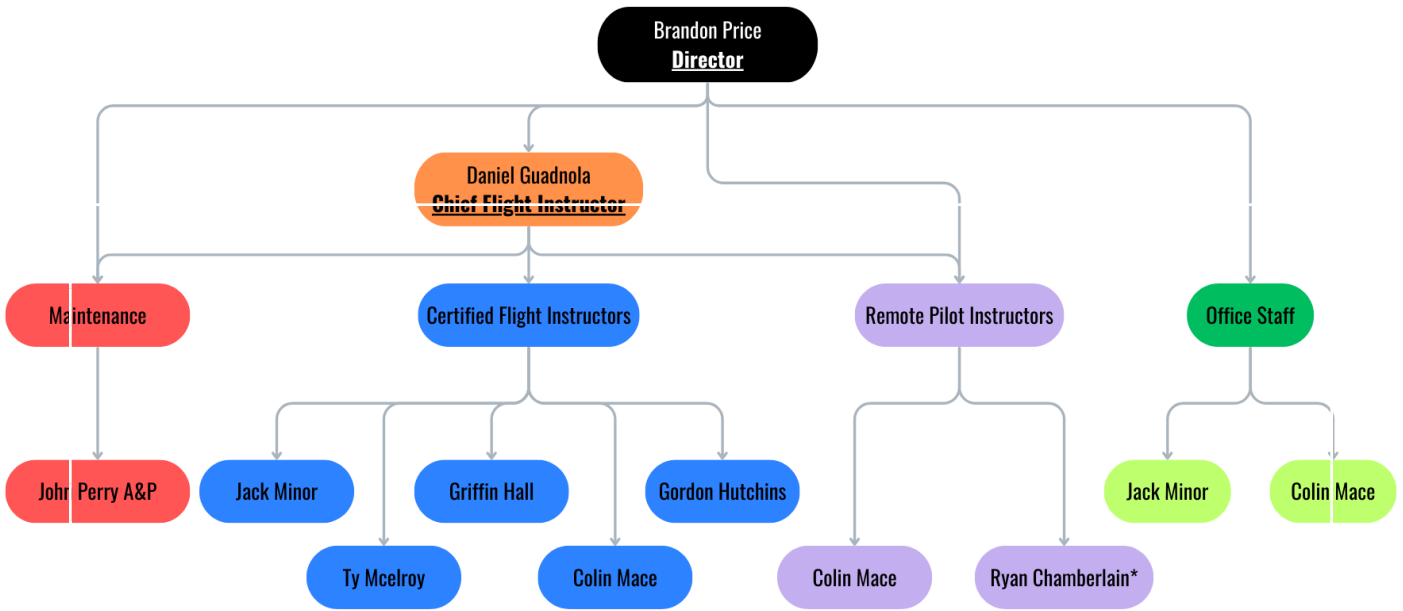 Brandon Price
Director
Daniel Guadnola
Chief Flight Instructor
Maintenance
Certified Flight Instructors
Remote Pilot Instructors
Office Staff
John Perry A&P
Jack Minor
Griffin Hall
Gordon Hutchins
Jack Minor
Colin Mace
Ty Mcelroy
Colin Mace
Colin Mace
Ryan Chamberlain*